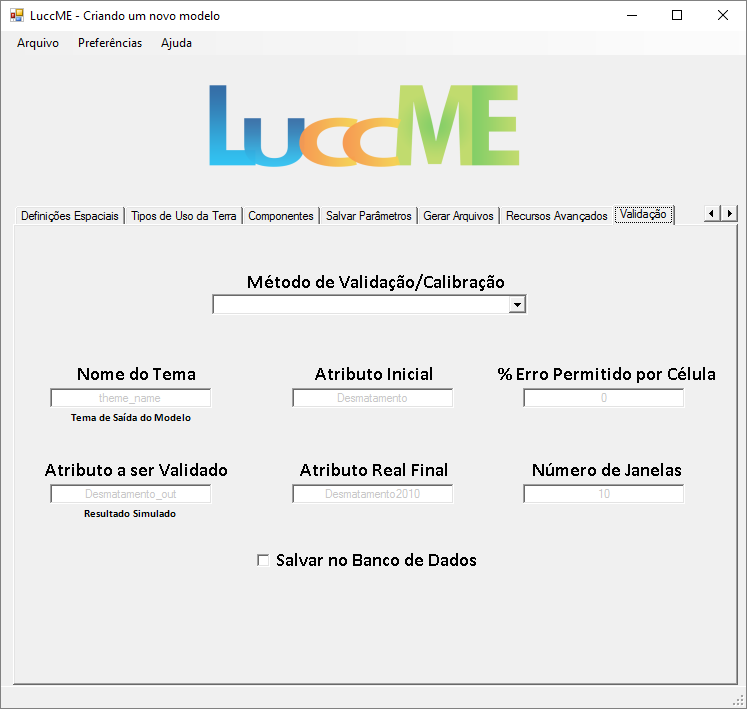 LuccME - Criando um novo modelo
Arquivo Preferências Ajuda
LuccME
Definições Espaciais Tipos de Uso da Terra Componentes Salvar Parâmetros Gerar Arquivos Recursos Avançados Validação
Método de Validação/Calibração
Nome do Tema Atributo Inicial % Erro Permitido por Célula
theme_name Desmatamento 0
Tema de Saída do Modelo
Atributo a ser Validado Atributo Real Final Número de Janelas
Desmatamento_out Desmatamento2010 10
Resultado Simulado
Salvar no Banco de Dados